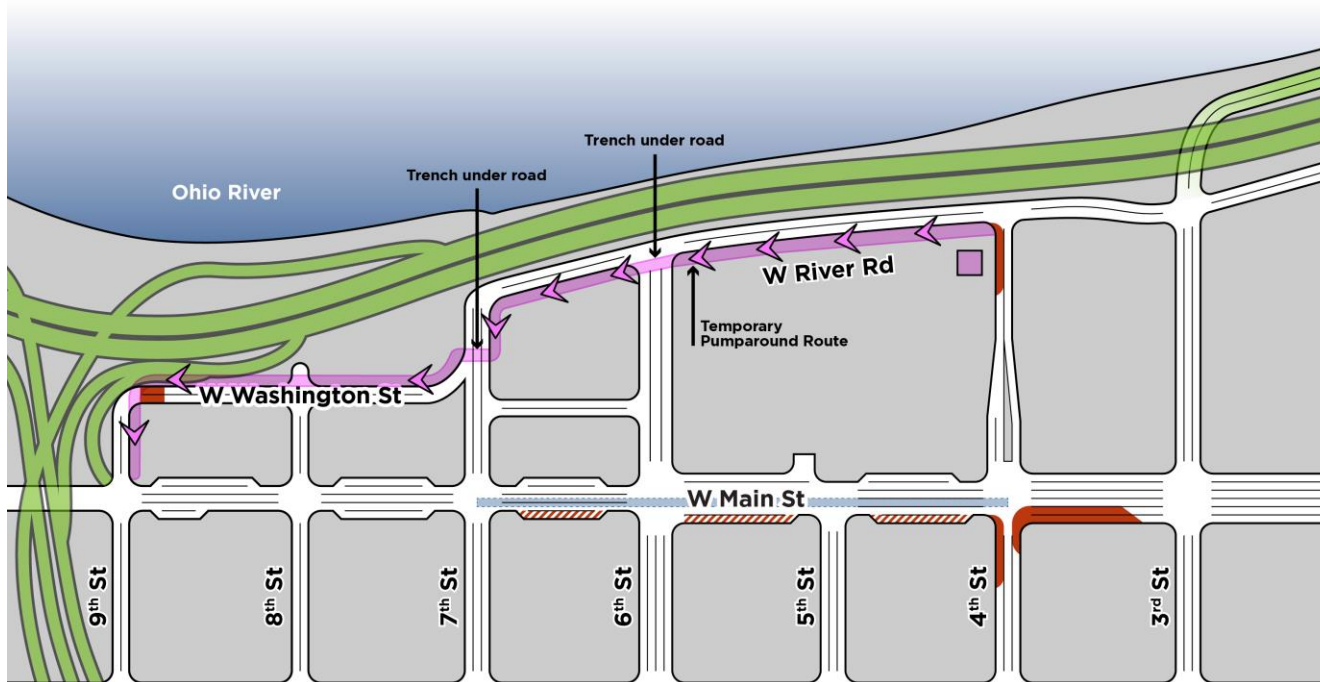 Trench under road
Trench under road
Ohio River
W River Rd
Temporary
Pumparound Route
W Washington St
W Main St
9th St
8th St
7th St
6th St
5th St
4th St
3rd St